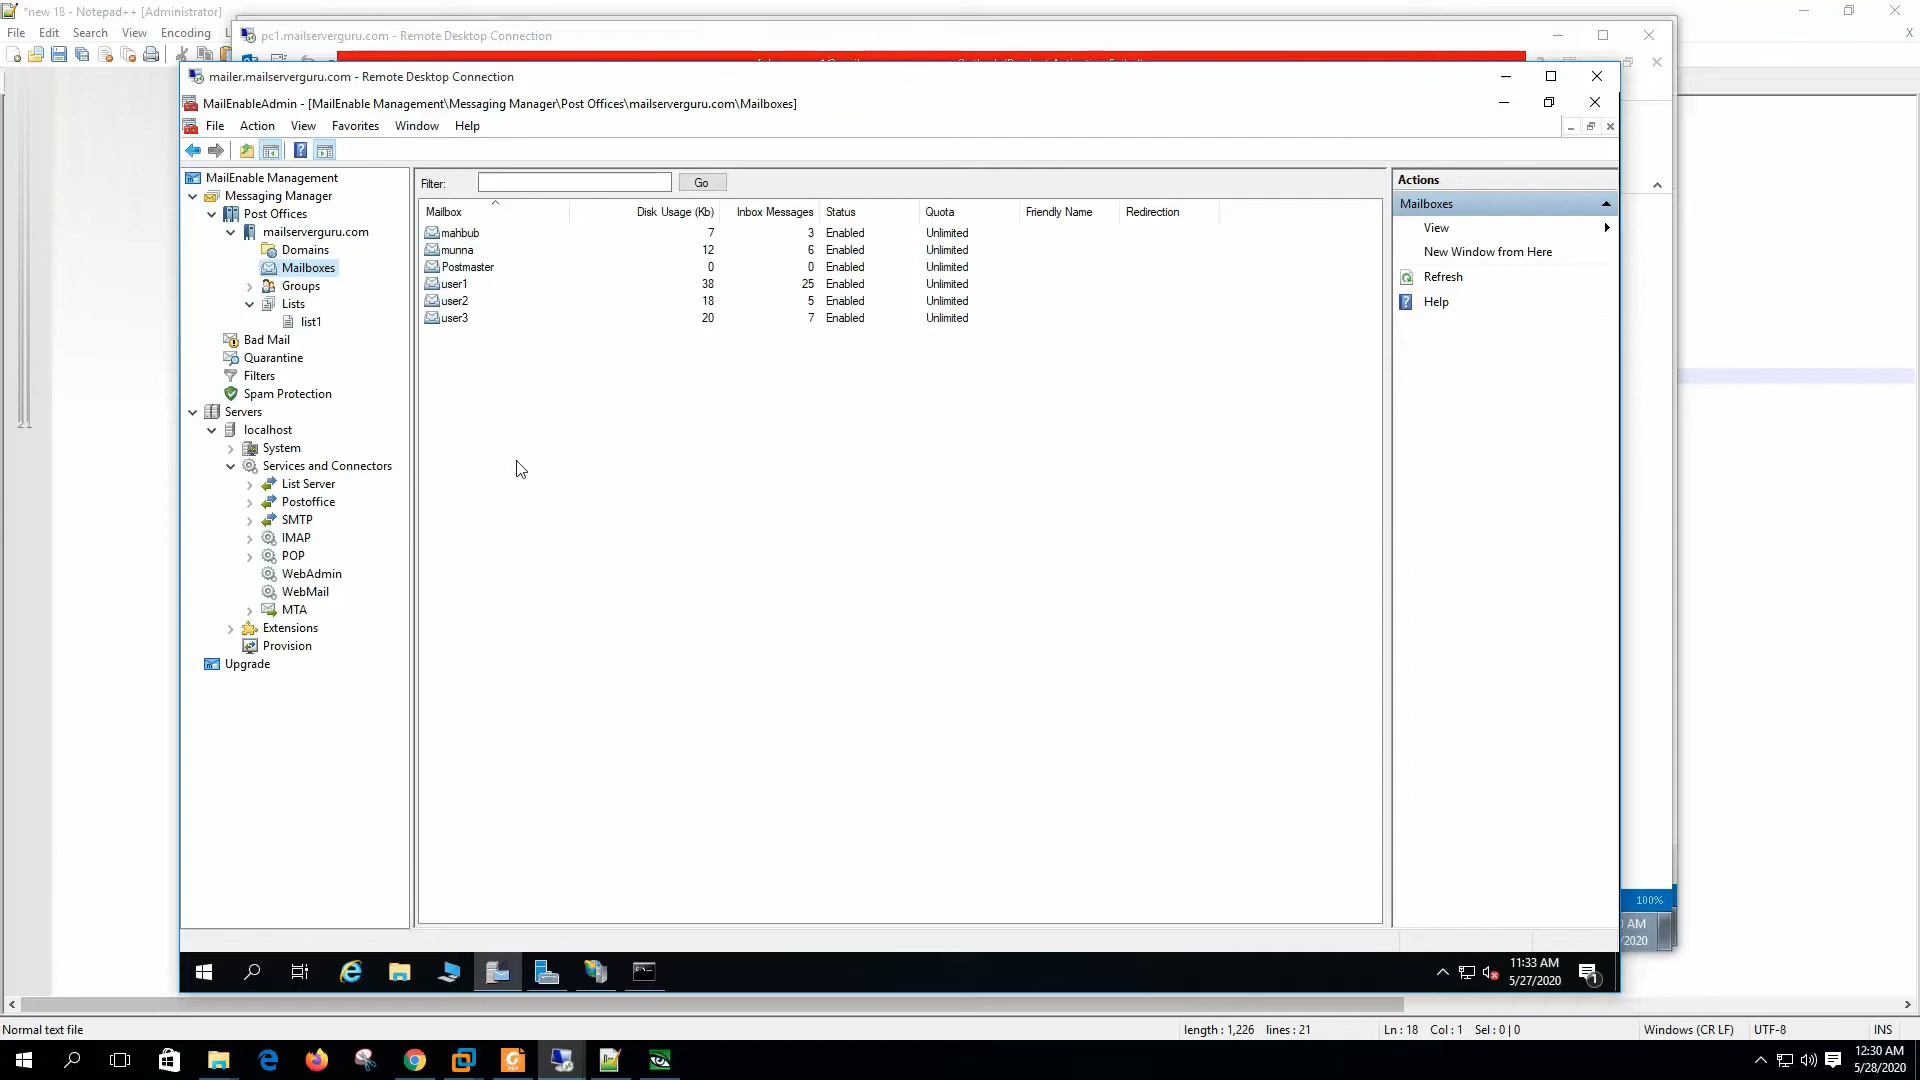 *new 18 - Notepad++ [Administrator]
File Edit Search View Encoding L
X
pc1.mailserverguru.com - Remote Desktop Connection
mailer.mailserverguru.com - Remote Desktop Connection
MailEnableAdmin - [MailEnable Management\Messaging Manager\Post Offices\mailserverguru.com\Mailboxes]
File Action View Favorites Window Help
MailEnable Management
Messaging Manager
Post Offices
mailserverguru.com
Domains
Mailboxes
Groups
Lists
list1
Bad Mail
Quarantine
Filters
Spam Protection
Servers
localhost
System
Services and Connectors
List Server
Postoffice
SMTP
IMAP
POP
WebAdmin
WebMail
MTA
Extensions
Provision
Upgrade
Filter: Go
Mailbox Disk Usage (Kb) Inbox Messages Status Quota Friendly Name Redirection
mahbub 7 3 Enabled Unlimited
munna 12 6 Enabled Unlimited
Postmaster 0 0 Enabled Unlimited
user1 38 25 Enabled Unlimited
user2 18 5 Enabled Unlimited
user3 20 7 Enabled Unlimited
Actions
Mailboxes
View
New Window from Here
Refresh
Help
21
100%
AM
/2020
11:33 AM
5/27/2020
1
Normal text file length : 1,226 lines : 21 Ln : 18 Col : 1 Sel : 0 | 0 Windows (CR LF) UTF-8 INS
12:30 AM
5/28/2020